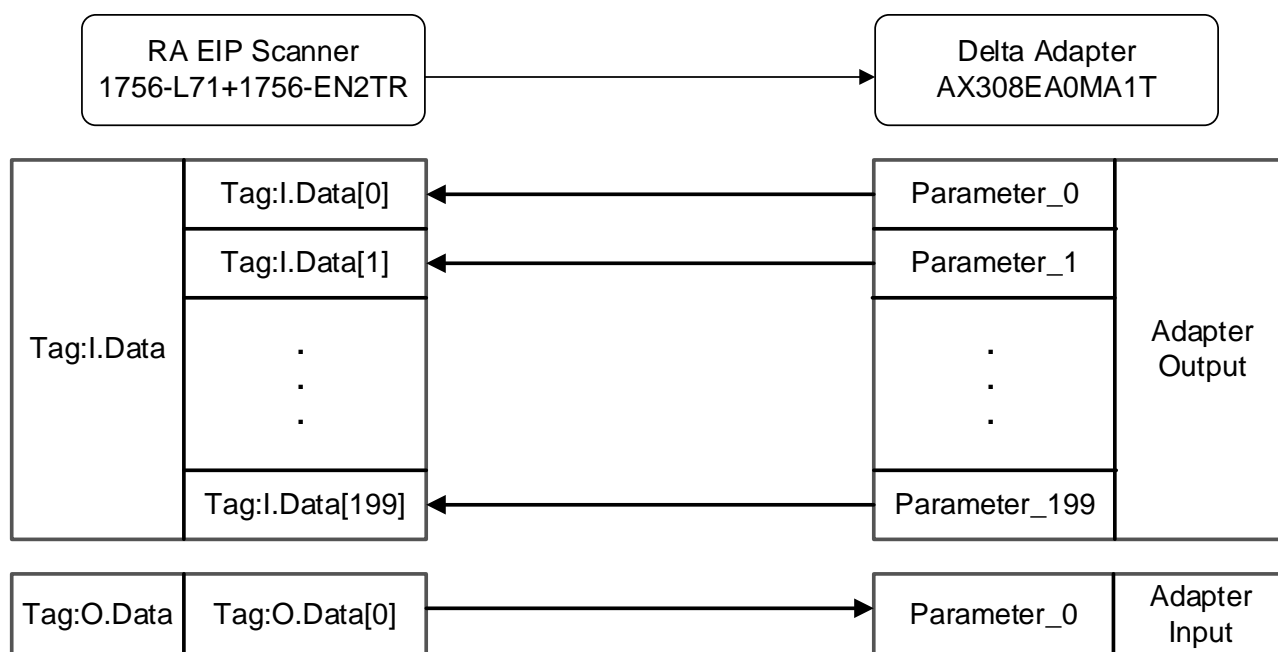 RA EIP Scanner
1756-L71+1756-EN2TR
Delta Adapter
AX308EA0MA1T
Tag:I.Data
Tag:I.Data[0]
Parameter_0
Tag:I.Data[1]
Parameter_1
.
.
.
.
.
.
Tag:I.Data[199]
Parameter_199
Adapter
Output
Tag:O.Data
Tag:O.Data[0]
Parameter_0
Adapter
Input